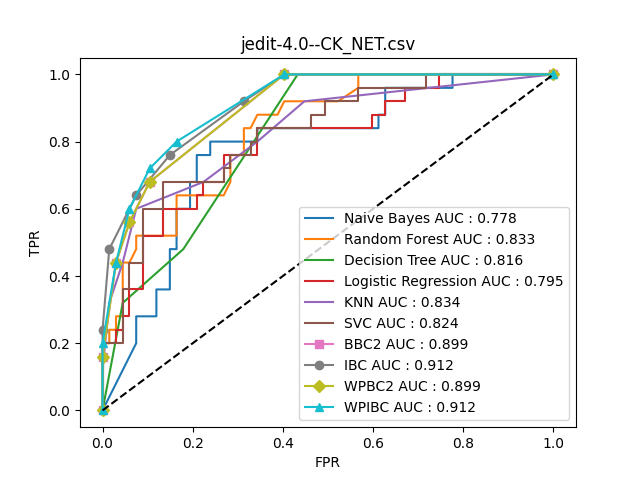 jedit-4.0--CK_NET.csv
1.0
0.8
0.6
0.4
0.2
0.0
TPR
0.0 0.2 0.4 0.6 0.8 1.0
FPR
Naive Bayes AUC : 0.778
Random Forest AUC : 0.833
Decision Tree AUC : 0.816
Logistic Regression AUC : 0.795
KNN AUC : 0.834
SVC AUC : 0.824
BBC2 AUC : 0.899
IBC AUC : 0.912
WPBC2 AUC : 0.899
WPIBC AUC : 0.912